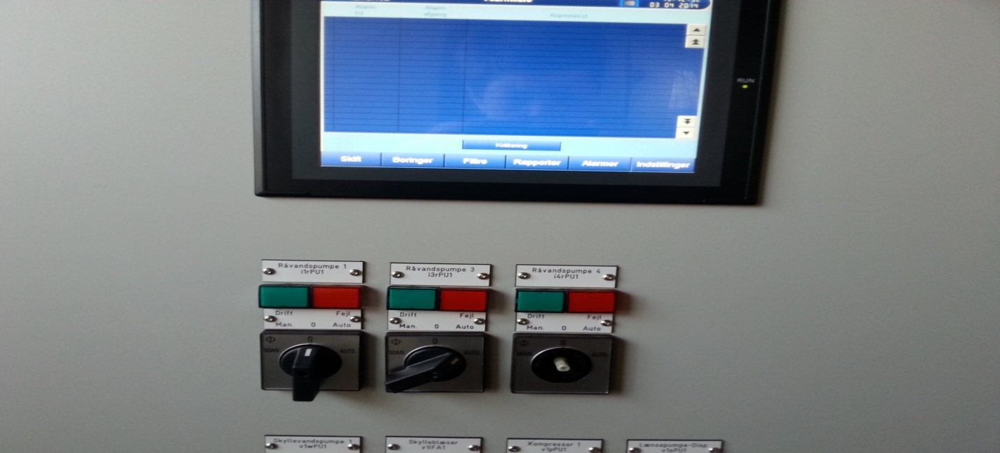 Alarmliste
03 04 2014
Alarm
tid
Alarm
afgang
Alarmtekst
RUN
Kvittering
Skift Boringer Filtre Rapporter Alarmer Indstillinger
Råvandspumpe 1
i1rPU1
Råvandspumpe 3
i3rPU1
Råvandspumpe 4
i4rPU1
Drift Fejl
Man. 0 Auto
Drift Fejl
Man. 0 Auto
Drift Fejl
Man. 0 Auto
0
MAN AUTO
0
MAN AUTO
0
MAN AUTO
Skyllevandspumpe 1
v1wPU1
Skylleblæser
v1lFA1
Kompressor 1
v1pPU1
Lænsepumpe-Disp.
v1sPU1